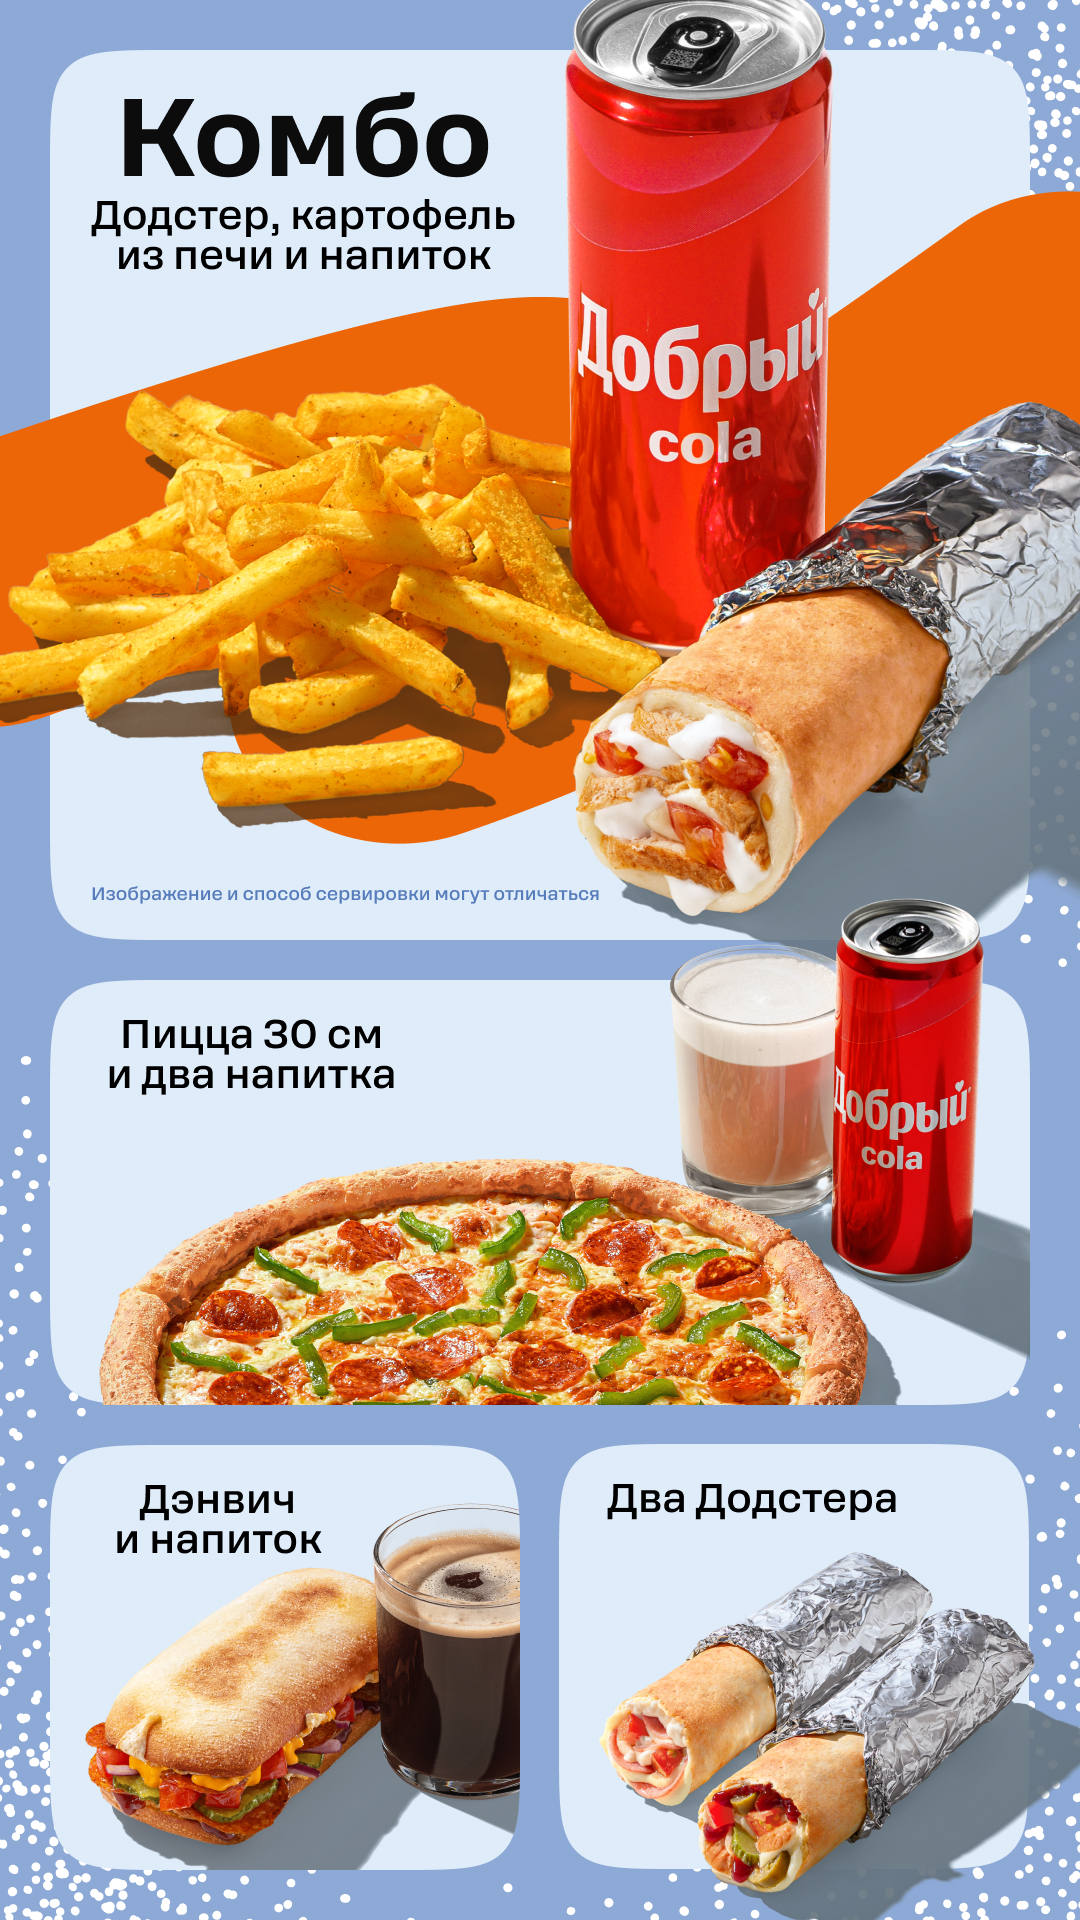 Комбо
Додстер, картофель
из печи и напиток
Добрый
cola
Изображение и способ сервировки могут отличаться
Пицца 30 см
и два напитка
Добрый
cola
Дэнвич
и напиток
Два Додстера